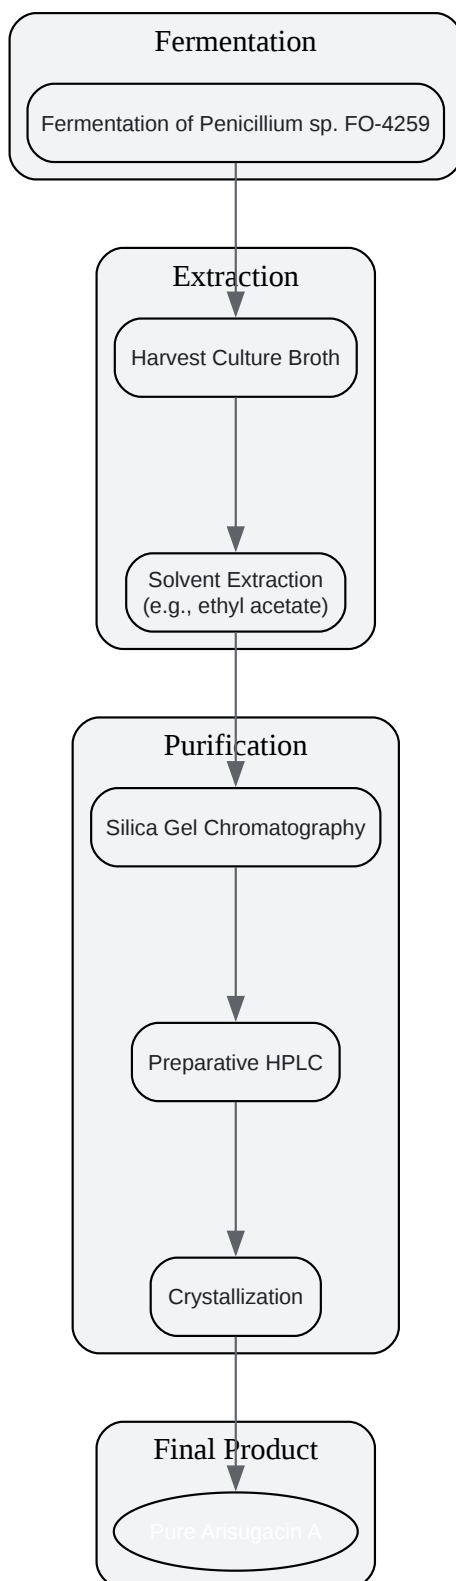 Fermentation
Fermentation of Penicillium sp. FO-4259
Extraction
Harvest Culture Broth
Solvent Extraction
(e.g., ethyl acetate)
Purification
Silica Gel Chromatography
Preparative HPLC
Crystallization
Final Product
Pure Arisugacin A